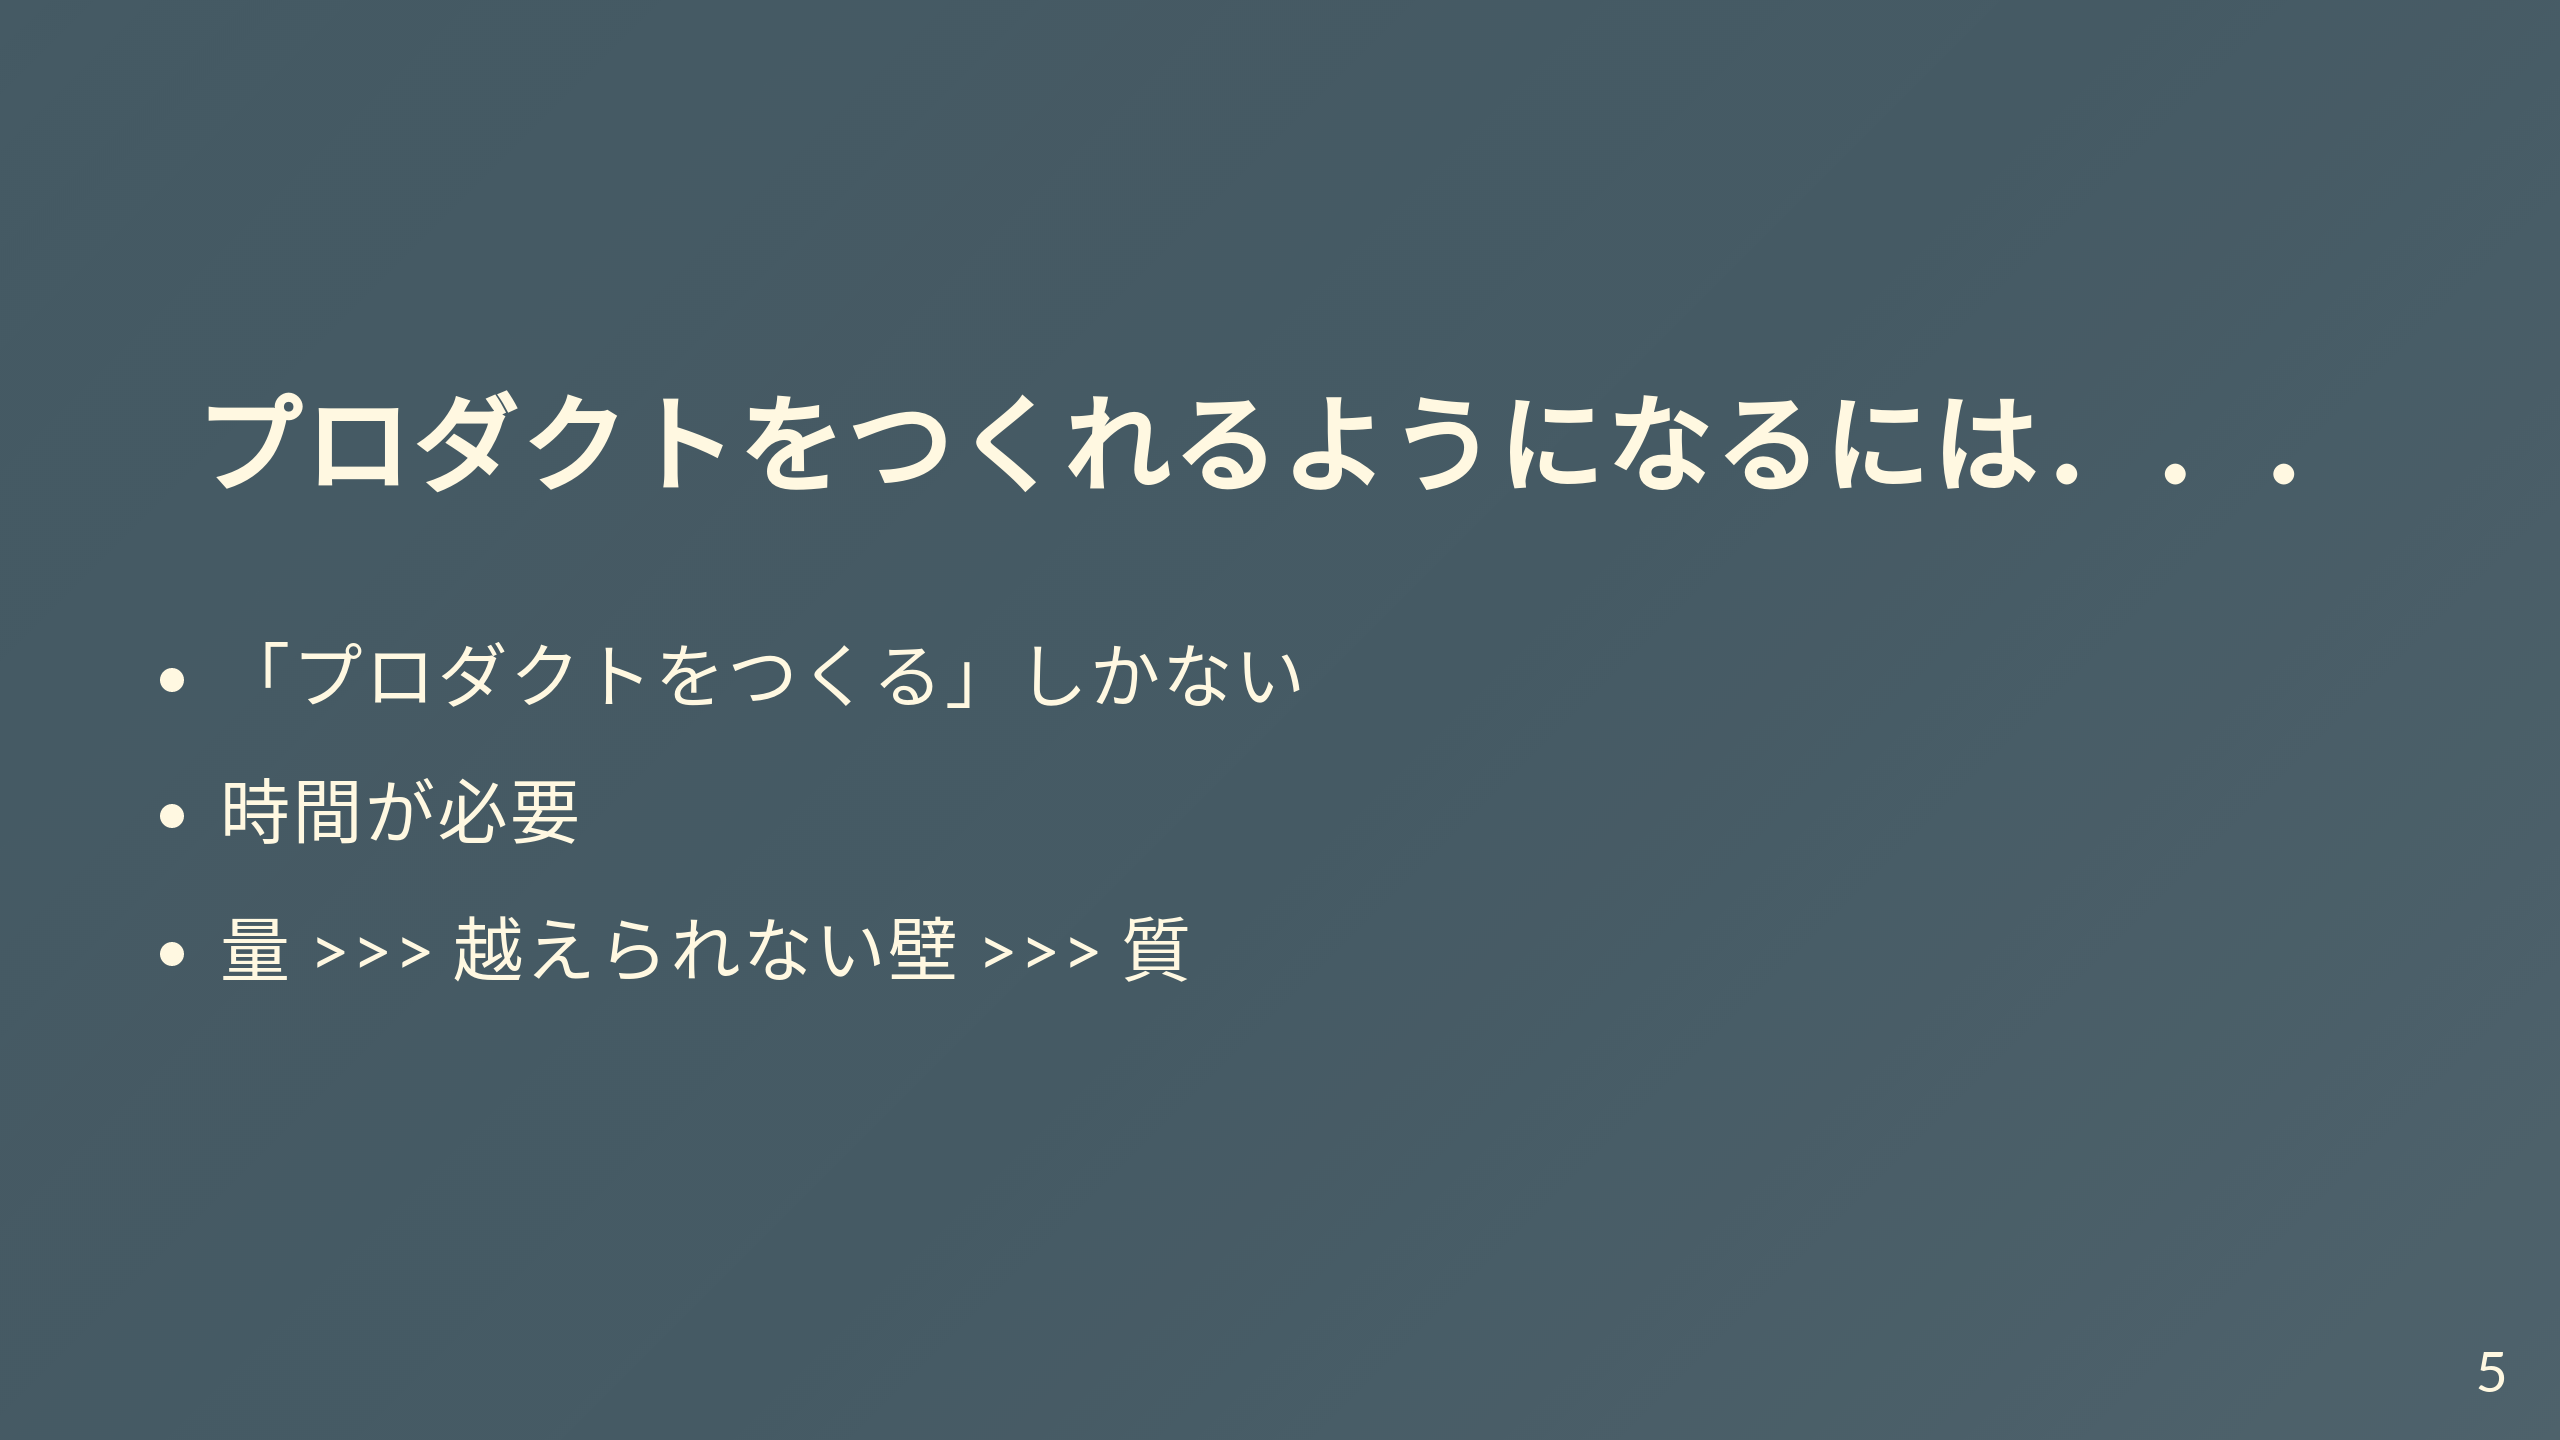 プロダクトをつくれるようになるには．．．
• 「プロダクトをつくる」しかない
• 時間が必要
• 量 >>> 越えられない壁 >>> 質
5